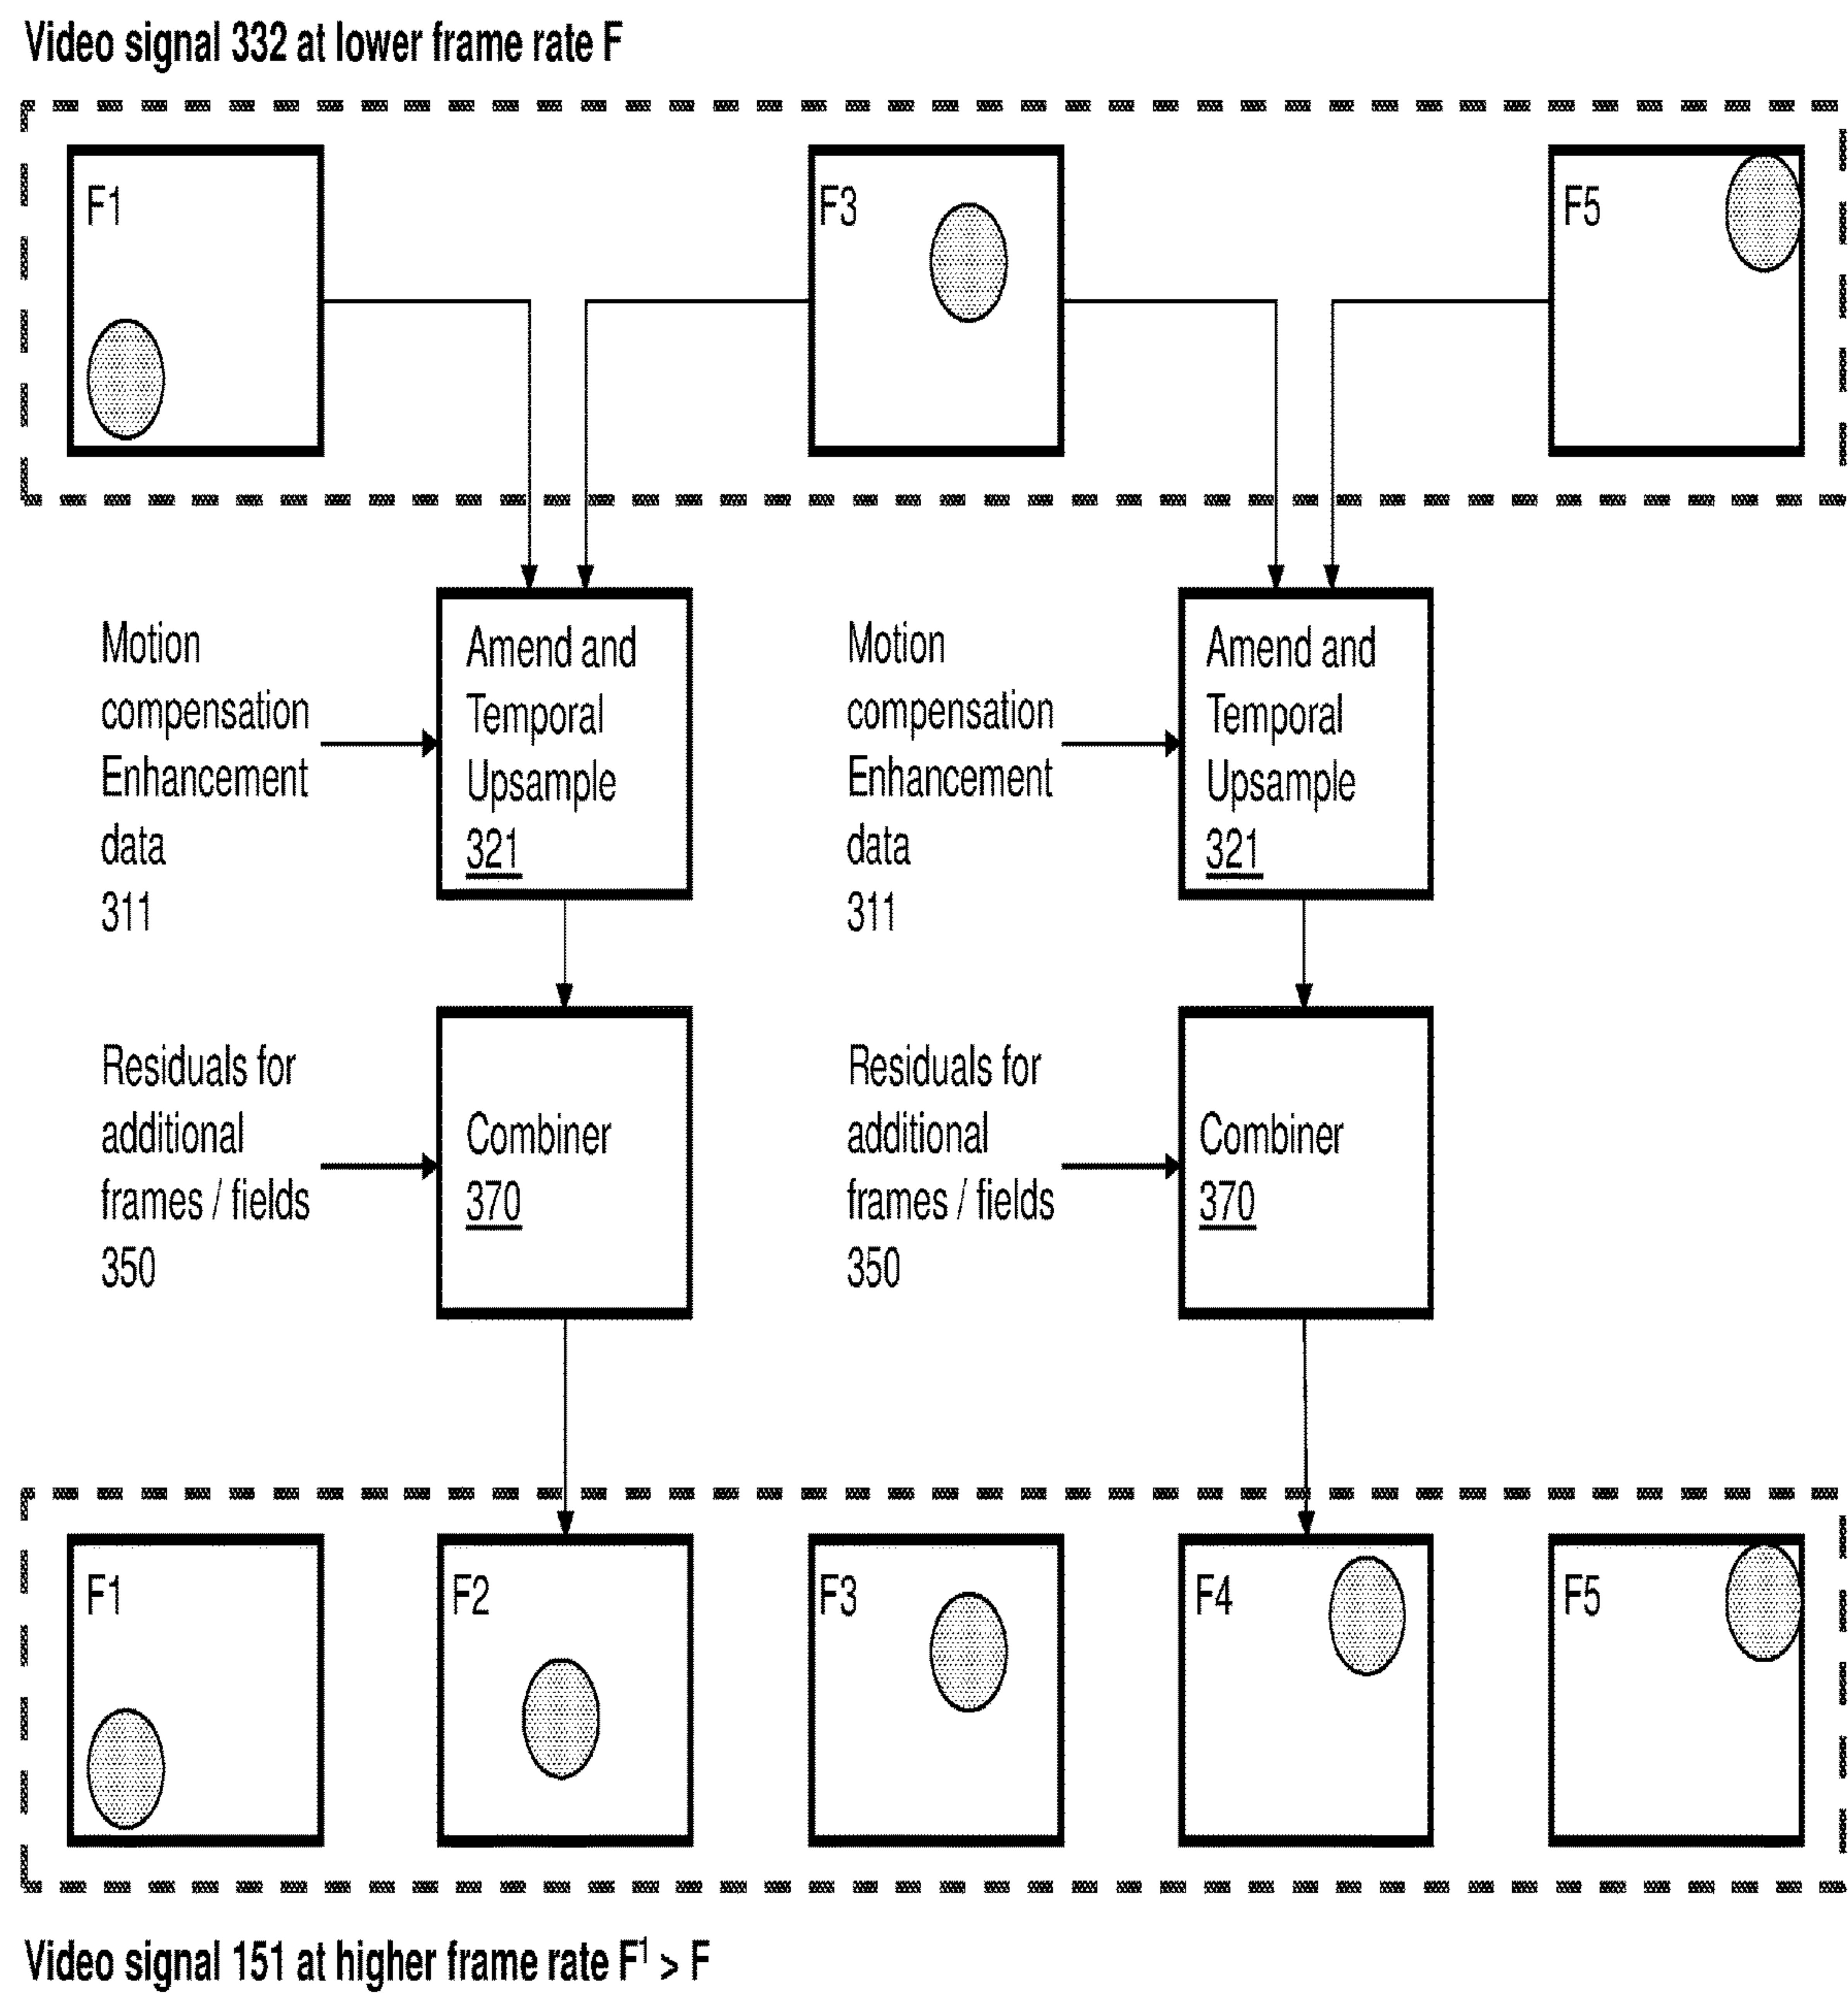 Video signal 332 at lower frame rate F
F1
F3
F5
Motion
compensation
Enhancement
data
311
Amend and
Temporal
Upsample
321
Motion
compensation
Enhancement
data
311
Amend and
Temporal
Upsample
321
Residuals for
additional
frames / fields
350
Combiner
370
Residuals for
additional
frames / fields
350
Combiner
370
F1
F2
F3
F4
F5
Video signal 151 at higher frame rate F¹ > F